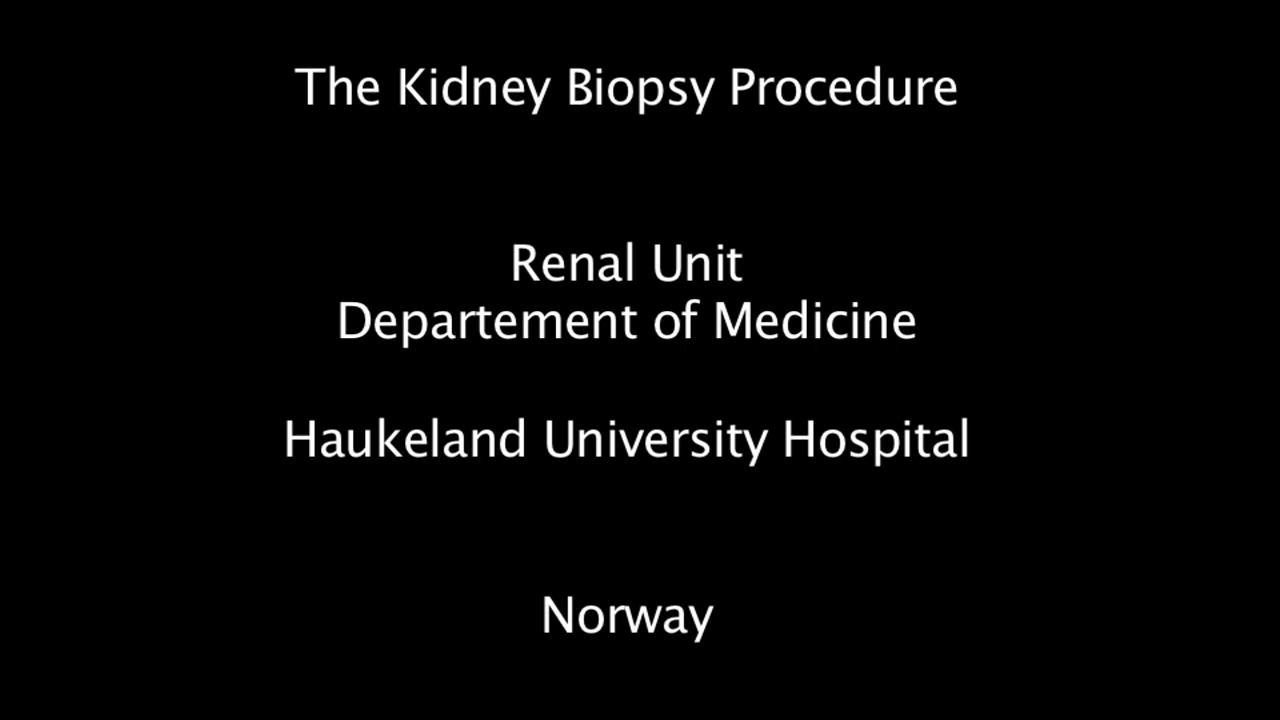 The Kidney Biopsy Procedure
Renal Unit
Departement of Medicine
Haukeland University Hospital
Norway